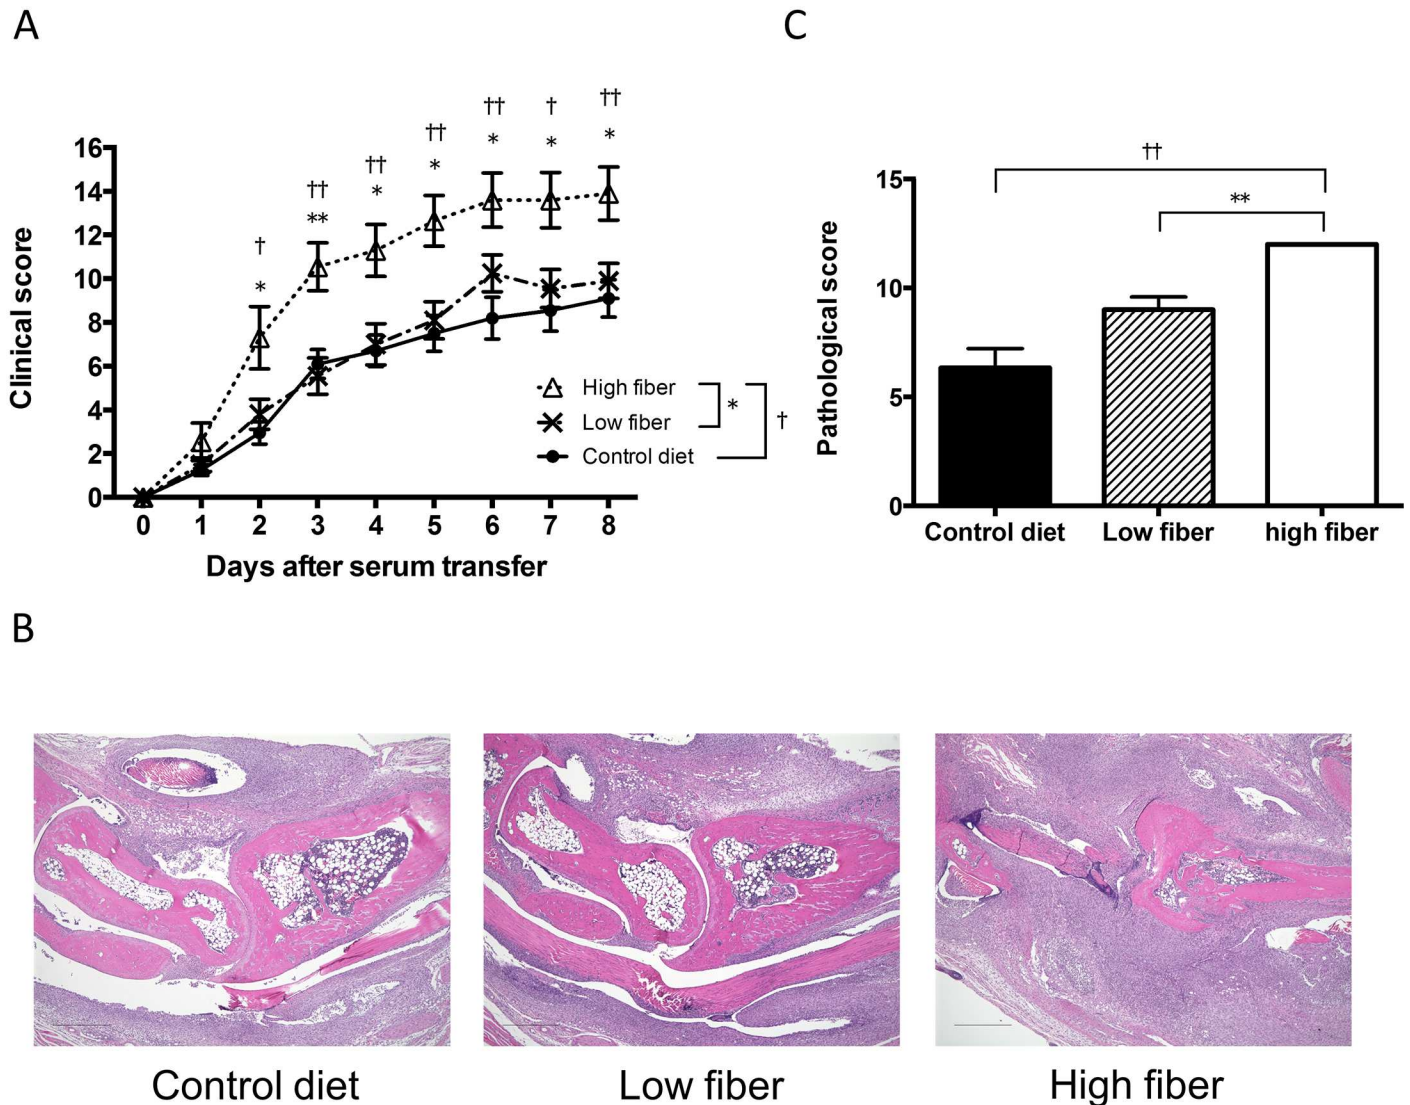 A
†† † ††
†† * * *
†† *
†† *
**
†
*
16
14
12
10
8
6
4
2
0
Clinical score
High fiber
Low fiber
Control diet
*
†
0 1 2 3 4 5 6 7 8
Days after serum transfer
C
††
**
15
10
5
0
Pathological score
Control diet Low fiber high fiber
B
Control diet Low fiber High fiber